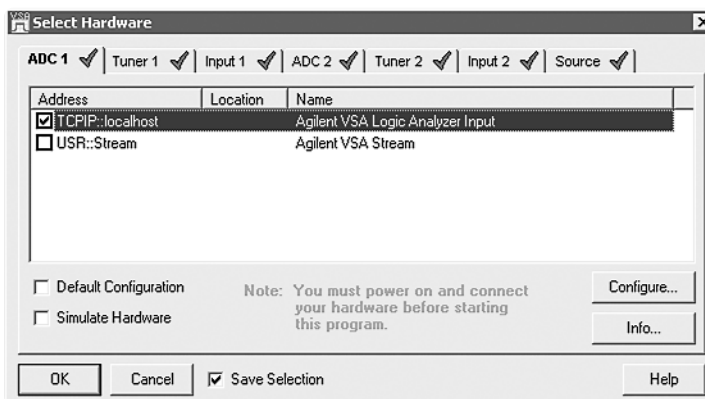 VSA Select Hardware
ADC 1 Tuner 1 Input 1 ADC 2 Tuner 2 Input 2 Source
Address Location Name
TCPIP::localhost Agilent VSA Logic Analyzer Input
USR::Stream Agilent VSA Stream
Default Configuration
Simulate Hardware
Note: You must power on and connect
your hardware before starting
this program.
Configure...
Info...
OK Cancel Save Selection Help